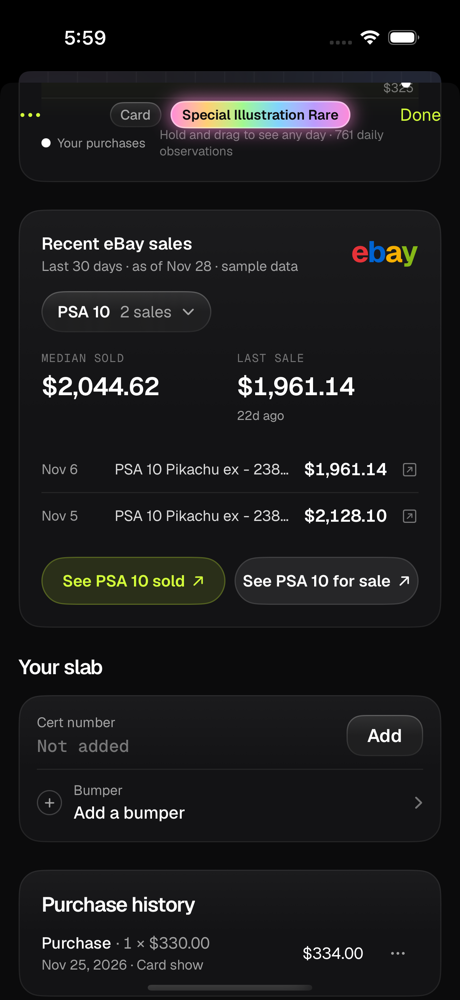 5:59
$325
Card
Special Illustration Rare
Done
Your purchases
Hold and drag to see any day · 761 daily
observations
Recent eBay sales
Last 30 days · as of Nov 28 · sample data
ebay
PSA 10 2 sales
MEDIAN SOLD
LAST SALE
$2,044.62
$1,961.14
22d ago
Nov 6 PSA 10 Pikachu ex - 238... $1,961.14
Nov 5 PSA 10 Pikachu ex - 238... $2,128.10
See PSA 10 sold ↗
See PSA 10 for sale ↗
Your slab
Cert number
Not added
Add
Bumper
Add a bumper
Purchase history
Purchase · 1 × $330.00
$334.00
Nov 25, 2026 · Card show